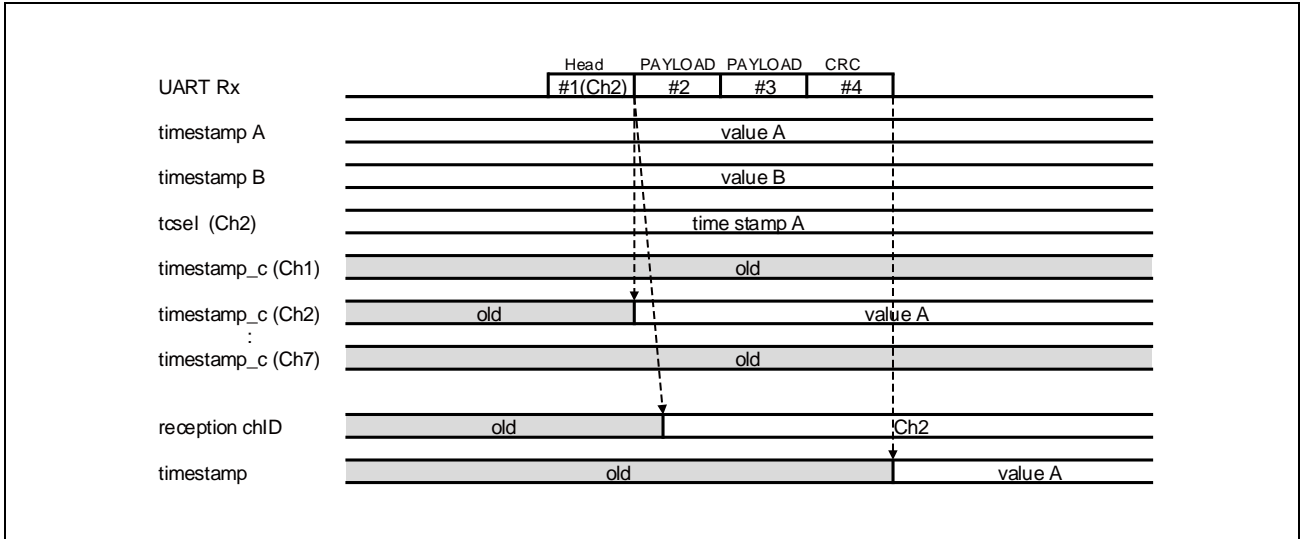 Head PAYLOAD PAYLOAD CRC
UART Rx #1(Ch2) #2 #3 #4
timestamp A value A
timestamp B value B
tcsel (Ch2) time stamp A
timestamp_c (Ch1) old
timestamp_c (Ch2) old value A
:
timestamp_c (Ch7) old
reception chID old Ch2
timestamp old value A